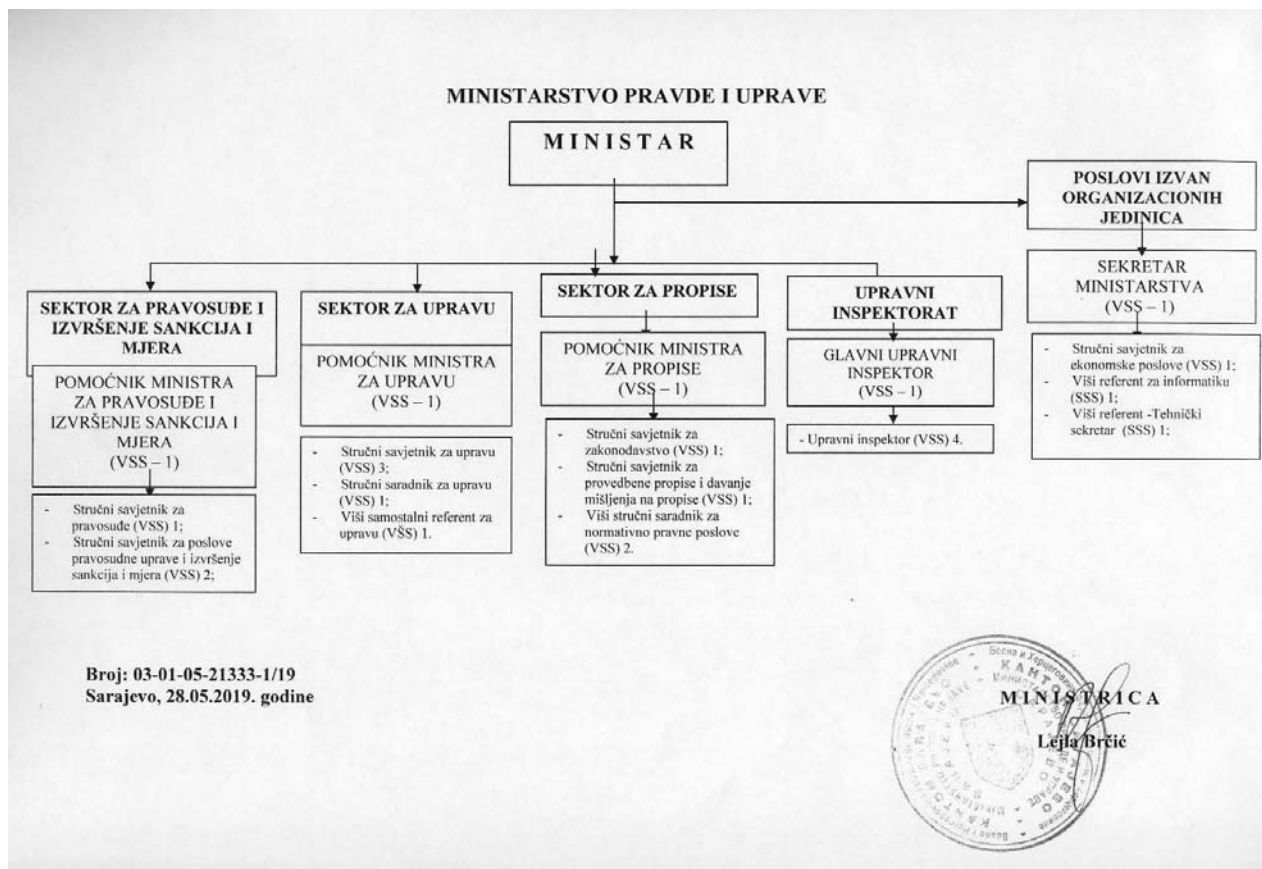 MINISTARSTVO PRAVDE I UPRAVE
MINISTAR
POSLOVI IZVAN
ORGANIZACIONIH
JEDINICA
SEKRETAR
MINISTARSTVA
(VSS – 1)
- Stručni savjetnik za
ekonomske poslove (VSS) 1;
- Viši referent za informatiku
(SSS) 1;
- Viši referent -Tehnički
sekretar (SSS) 1;
SEKTOR ZA PRAVOSUĐE I
IZVRŠENJE SANKCIJA I
MJERA
POMOĆNIK MINISTRA
ZA PRAVOSUĐE I
IZVRŠENJE SANKCIJA I
MJERA
(VSS – 1)
- Stručni savjetnik za
pravosuđe (VSS) 1;
- Stručni savjetnik za poslove
pravosudne uprave i izvršenje
sankcija i mjera (VSS) 2;
SEKTOR ZA UPRAVU
POMOĆNIK MINISTRA
ZA UPRAVU
(VSS – 1)
- Stručni savjetnik za upravu
(VSS) 3;
- Stručni saradnik za upravu
(VSS) 1;
- Viši samostalni referent za
upravu (VŠS) 1.
SEKTOR ZA PROPISE
POMOĆNIK MINISTRA
ZA PROPISE
(VSS – 1)
- Stručni savjetnik za
zakonodavstvo (VSS) 1;
- Stručni savjetnik za
provedbene propise i davanje
mišljenja na propise (VSS) 1;
- Viši stručni saradnik za
normativno pravne poslove
(VSS) 2.
UPRAVNI
INSPEKTORAT
GLAVNI UPRAVNI
INSPEKTOR
(VSS – 1)
- Upravni inspektor (VSS) 4.
Broj: 03-01-05-21333-1/19
Sarajevo, 28.05.2019. godine
MINISTRICA
Lejla Brčić